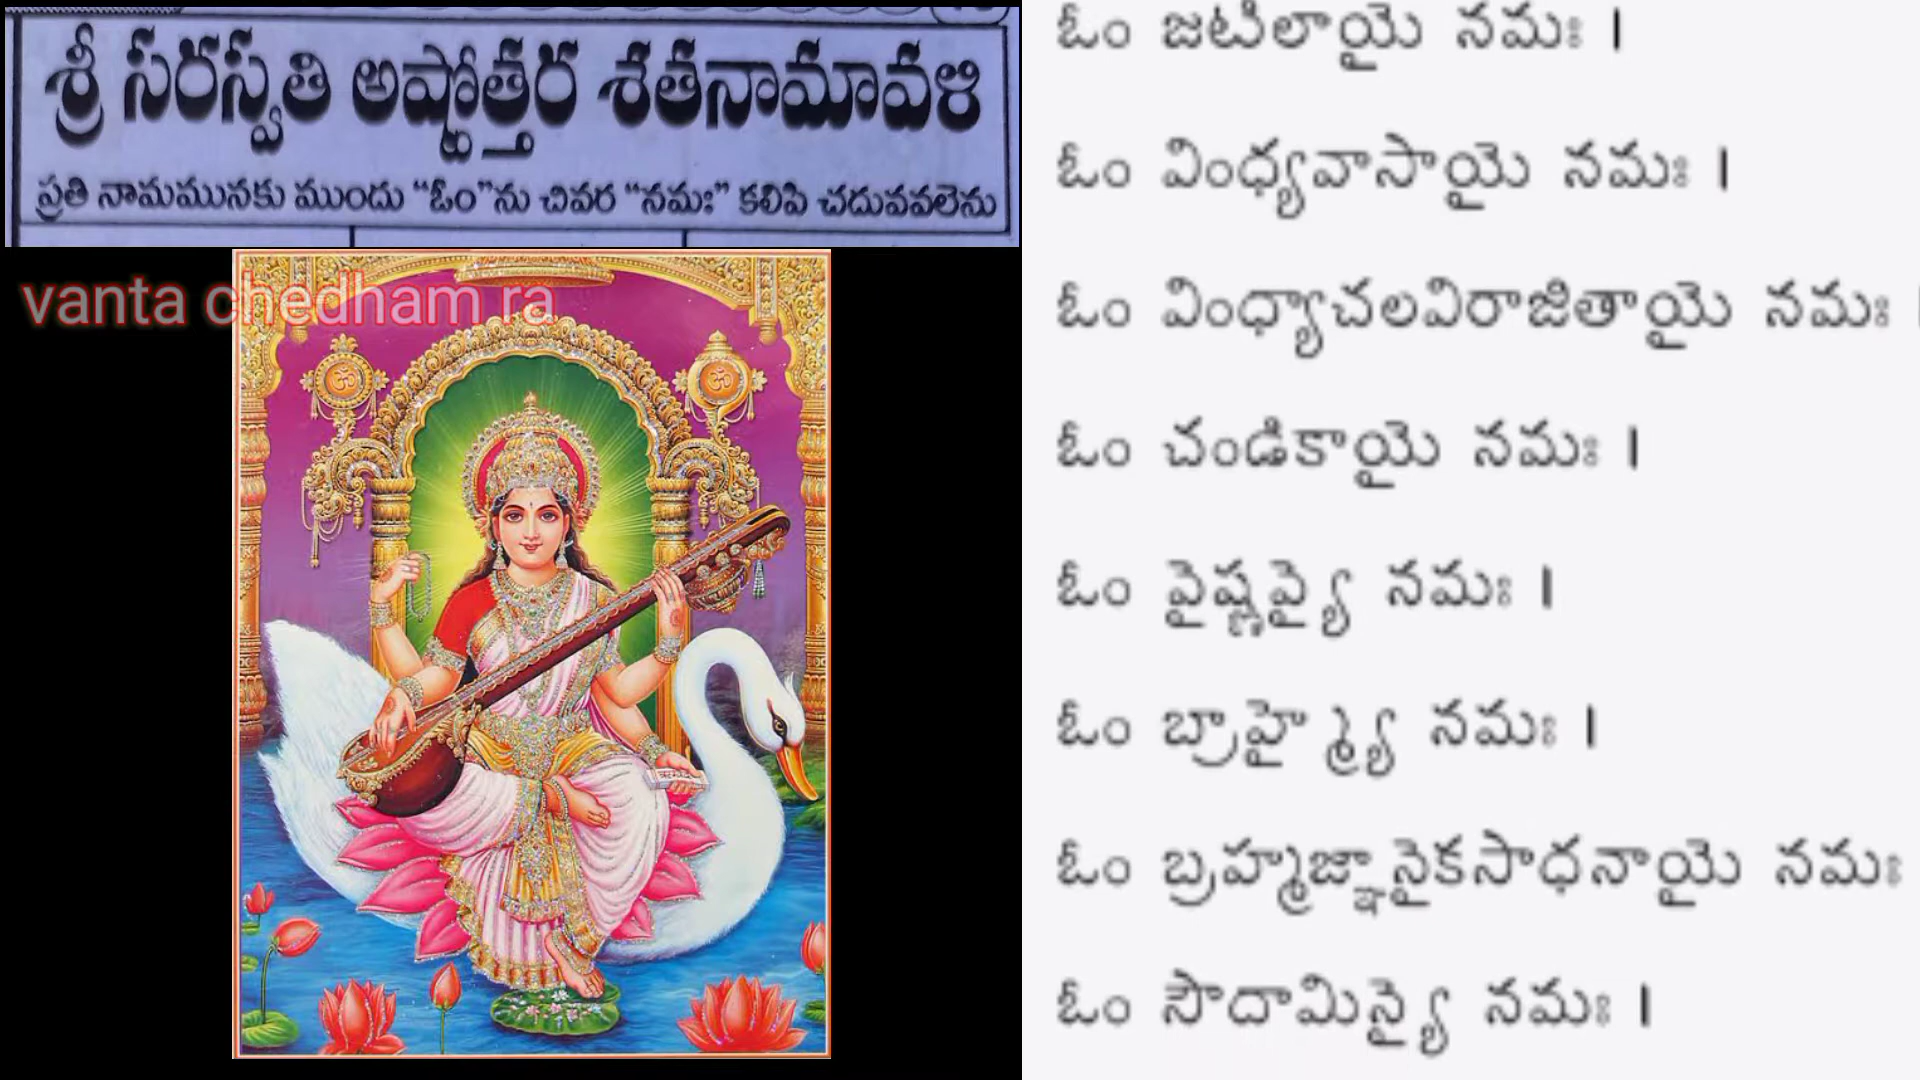 శ్రీ సరస్వతి అష్టోత్తర శతనామావళి
ప్రతి నామమునకు ముందు "ఓం"ను చివర "నమః" కలిపి చదువవలెను
vanta chedham ra
ఓం జటిలాయై నమః |
ఓం వింధ్యవాసాయై నమః |
ఓం వింధ్యాచలవిరాజితాయై నమః |
ఓం చండికాయై నమః |
ఓం వైష్ణవ్యై నమః |
ఓం బ్రాహ్మ్యై నమః |
ఓం బ్రహ్మజ్ఞానైకసాధనాయై నమః
ఓం సౌదామిన్యై నమః |